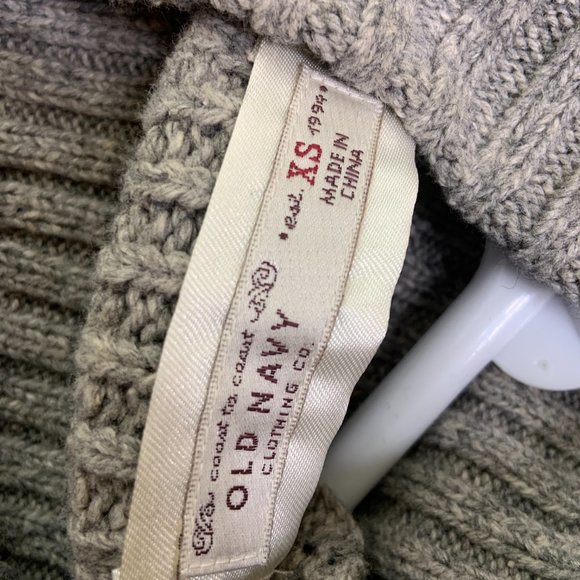 coast to coast
OLD NAVY
CLOTHING CO.
• est. XS 1994 •
MADE IN
CHINA